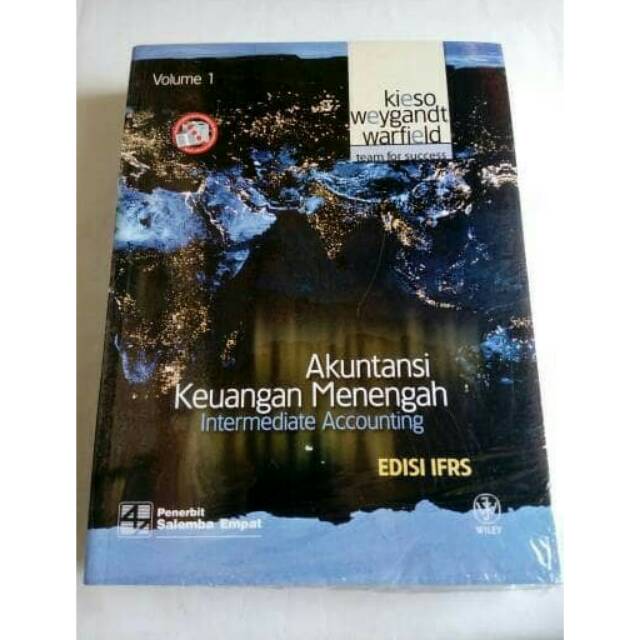 Volume 1
kieso
weygandt
warfield
team for success
Akuntansi
Keuangan Menengah
Intermediate Accounting
EDISI IFRS
Penerbit
Salemba Empat
WILEY